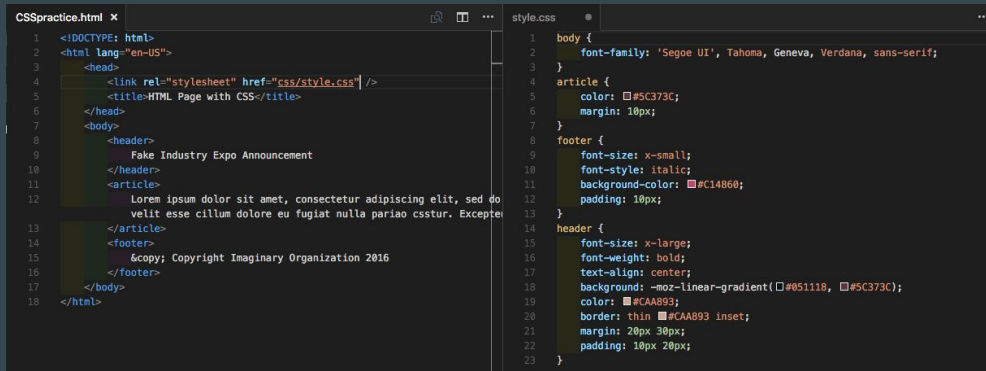 CSSpractice.html ×
1 <!DOCTYPE: html>
2 <html lang="en-US">
3 <head>
4 <link rel="stylesheet" href="css/style.css" />
5 <title>HTML Page with CSS</title>
6 </head>
7 <body>
8 <header>
9 Fake Industry Expo Announcement
10 </header>
11 <article>
12 Lorem ipsum dolor sit amet, consectetur adipiscing elit, sed do
velit esse cillum dolore eu fugiat nulla pariao csstur. Excepteu
13 </article>
14 <footer>
15 &copy; Copyright Imaginary Organization 2016
16 </footer>
17 </body>
18 </html>
style.css
1 body {
2 font-family: 'Segoe UI', Tahoma, Geneva, Verdana, sans-serif;
3 }
4 article {
5 color: #5C373C;
6 margin: 10px;
7 }
8 footer {
9 font-size: x-small;
10 font-style: italic;
11 background-color: #C14860;
12 padding: 10px;
13 }
14 header {
15 font-size: x-large;
16 font-weight: bold;
17 text-align: center;
18 background: -moz-linear-gradient(#051118, #5C373C);
19 color: #CAA893;
20 border: thin #CAA893 inset;
21 margin: 20px 30px;
22 padding: 10px 20px;
23 }